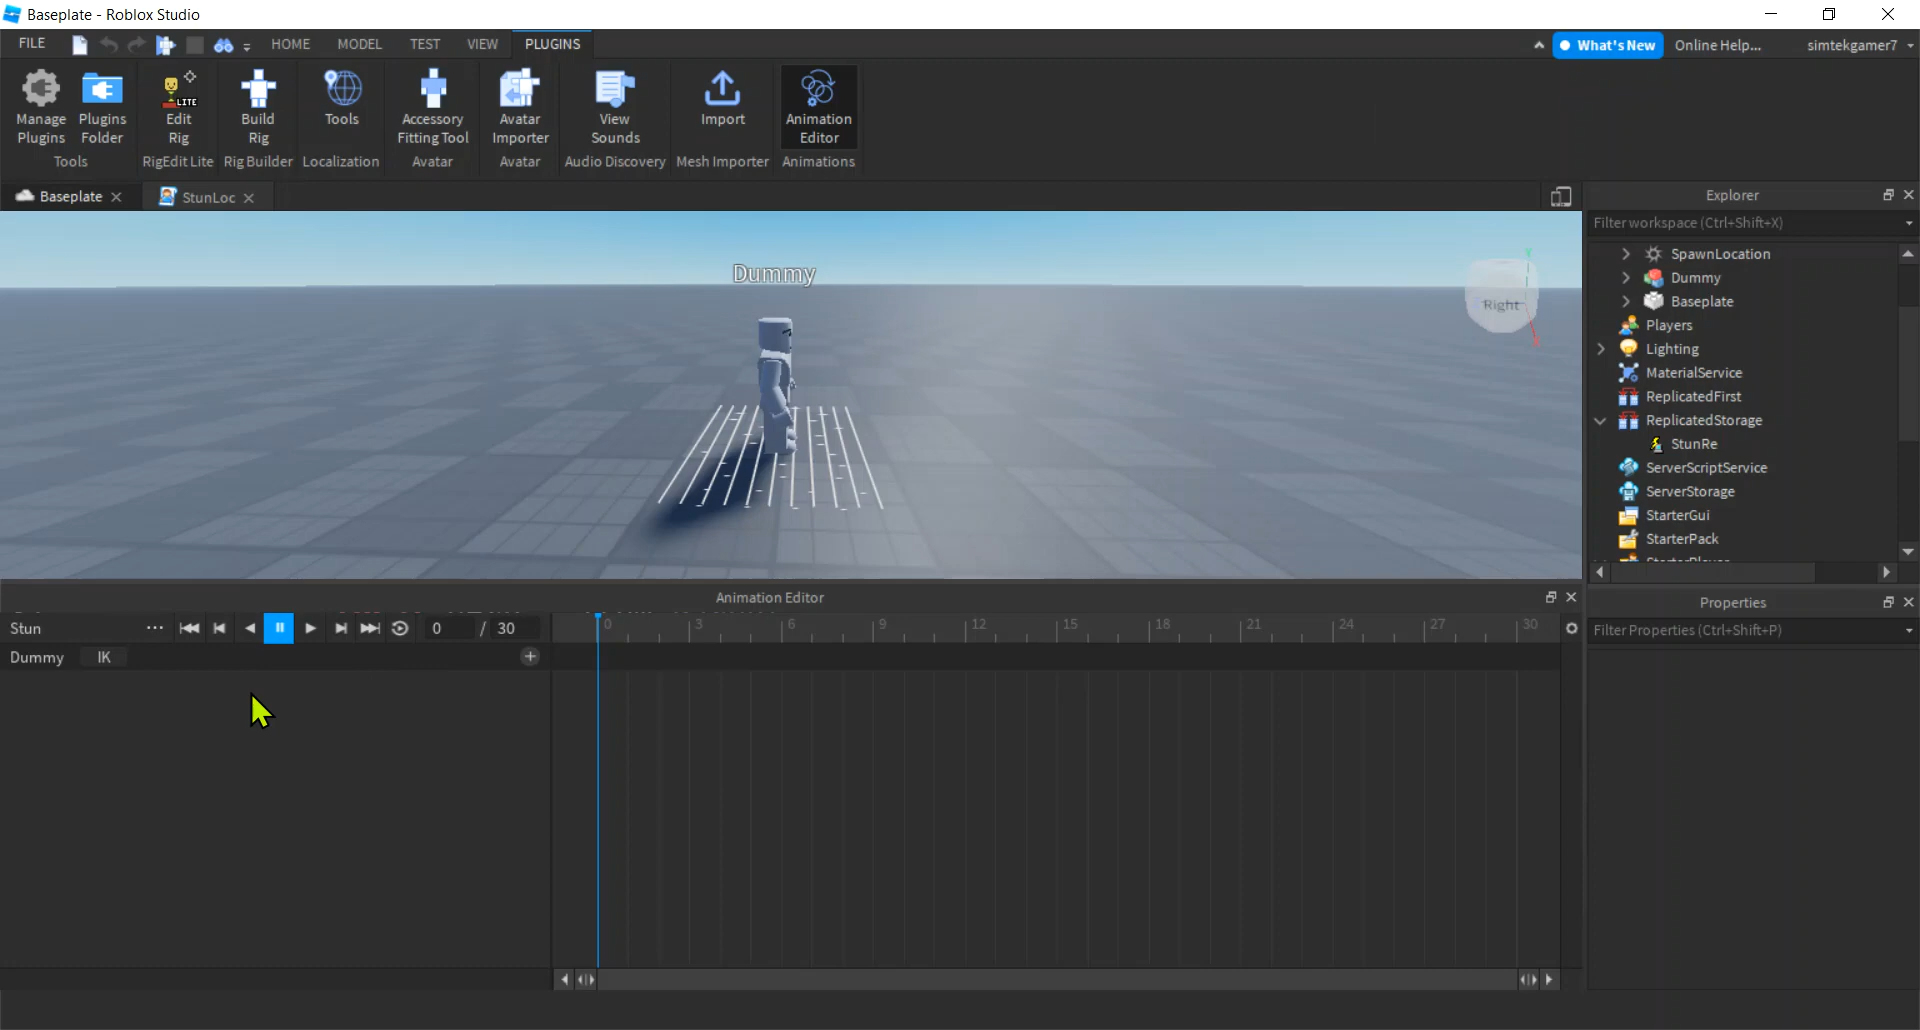 Baseplate - Roblox Studio
FILE HOME MODEL TEST VIEW PLUGINS What's New Online Help... simtekgamer7
Manage Plugins
Plugins Folder
Tools
LITE
Edit Rig
RigEdit Lite
Build Rig
Rig Builder
Tools
Localization
Accessory Fitting Tool
Avatar
Avatar Importer
Avatar
View Sounds
Audio Discovery
Import
Mesh Importer
Animation Editor
Animations
Baseplate StunLoc
Dummy
Right
Explorer
Filter workspace (Ctrl+Shift+X)
SpawnLocation
Dummy
Baseplate
Players
Lighting
MaterialService
ReplicatedFirst
ReplicatedStorage
StunRe
ServerScriptService
ServerStorage
StarterGui
StarterPack
Animation Editor
Stun ... 0 / 30 0 3 6 9 12 15 18 21 24 27 30
Dummy IK
Properties
Filter Properties (Ctrl+Shift+P)